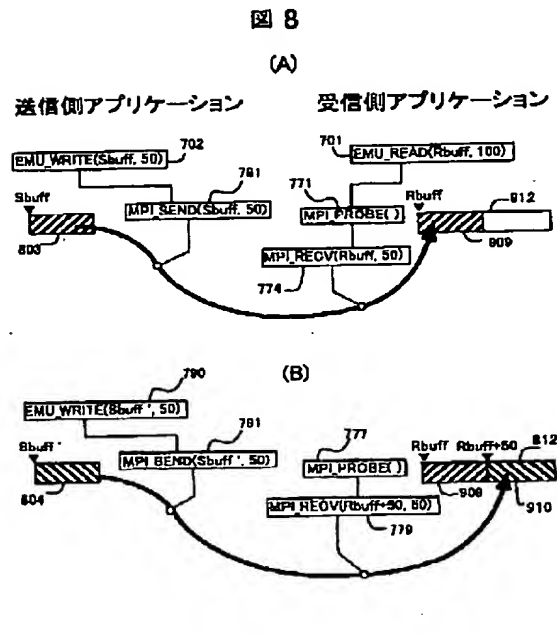 図 8
(A)
送信側アプリケーション
受信側アプリケーション
EMU_WRITE(Sbuff, 50)
702
EMU_READ(Rbuff, 100)
701
781
771
Sbuff
MPI_SEND(Sbuff, 50)
MPI_PROBE( )
Rbuff
912
803
MPI_RECV(Rbuff, 50)
909
774
(B)
790
EMU_WRITE(Sbuff', 50)
781
777
Sbuff'
MPI_SEND(Sbuff', 50)
MPI_PROBE( )
Rbuff
Rbuff+50
812
804
MPI_RECV(Rbuff+50, 50)
908
910
779